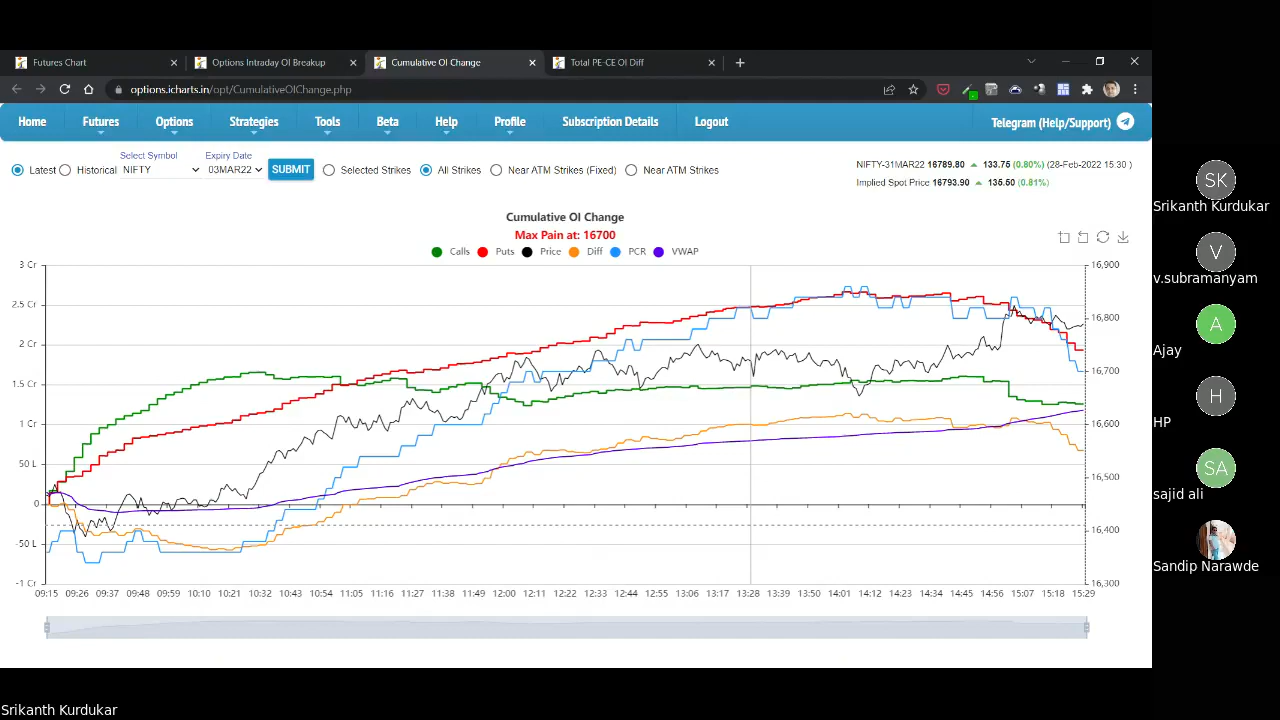 Futures Chart
Options Intraday OI Breakup
Cumulative OI Change
Total PE-CE OI Diff
options.icharts.in/opt/CumulativeOIChange.php
Home Futures Options Strategies Tools Beta Help Profile Subscription Details Logout Telegram (Help/Support)
Select Symbol Expiry Date
Latest Historical NIFTY 03MAR22 SUBMIT Selected Strikes All Strikes Near ATM Strikes (Fixed) Near ATM Strikes
NIFTY-31MAR22 16789.80 133.75 (0.80%) (28-Feb-2022 15:30 )
Implied Spot Price 16793.90 135.50 (0.81%)
Cumulative OI Change
Max Pain at: 16700
Calls Puts Price Diff PCR VWAP
3 Cr 16,900
2.5 Cr 16,800
2 Cr
1.5 Cr 16,700
1 Cr 16,600
50 L 16,500
0
16,400
-50 L
-1 Cr 16,300
09:15 09:26 09:37 09:48 09:59 10:10 10:21 10:32 10:43 10:54 11:05 11:16 11:27 11:38 11:49 12:00 12:11 12:22 12:33 12:44 12:55 13:06 13:17 13:28 13:39 13:50 14:01 14:12 14:23 14:34 14:45 14:56 15:07 15:18 15:29
SK
Srikanth Kurdukar
V
v.subramanyam
A
Ajay
H
HP
SA
sajid ali
Sandip Narawde
Srikanth Kurdukar